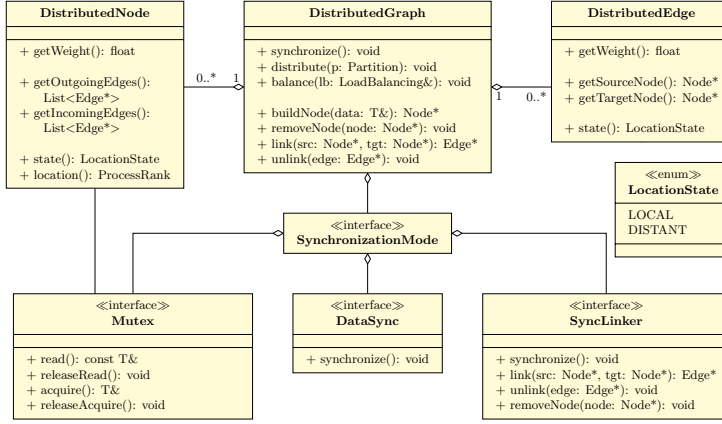 DistributedNode
+ getWeight(): float
+ getOutgoingEdges():
List<Edge*>
+ getIncomingEdges():
List<Edge*>
+ state(): LocationState
+ location(): ProcessRank
0..*
1
DistributedGraph
+ synchronize(): void
+ distribute(p: Partition): void
+ balance(lb: LoadBalancing&): void
+ buildNode(data: T&): Node*
+ removeNode(node: Node*): void
+ link(src: Node*, tgt: Node*): Edge*
+ unlink(edge: Edge*): void
1
0..*
DistributedEdge
+ getWeight(): float
+ getSourceNode(): Node*
+ getTargetNode(): Node*
+ state(): LocationState
≪enum≫
LocationState
LOCAL
DISTANT
≪interface≫
SynchronizationMode
≪interface≫
Mutex
+ read(): const T&
+ releaseRead(): void
+ acquire(): T&
+ releaseAcquire(): void
≪interface≫
DataSync
+ synchronize(): void
≪interface≫
SyncLinker
+ synchronize(): void
+ link(src: Node*, tgt: Node*): Edge*
+ unlink(edge: Edge*): void
+ removeNode(node: Node*): void